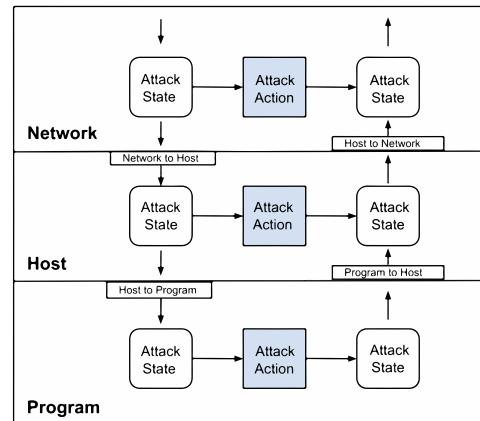 Attack
State
Attack
Action
Attack
State
Network
Host to Network
Network to Host
Attack
State
Attack
Action
Attack
State
Host
Program to Host
Host to Program
Attack
State
Attack
Action
Attack
State
Program